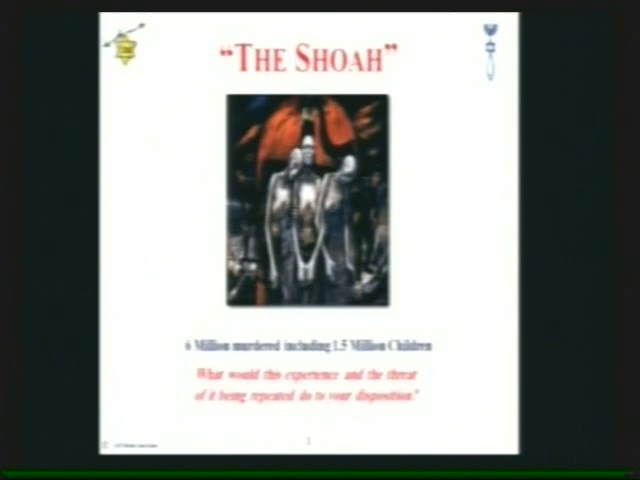 “THE SHOAH”
6 Million murdered including 1.5 Million Children
What would this experience and the threat
of it being repeated do to your disposition?